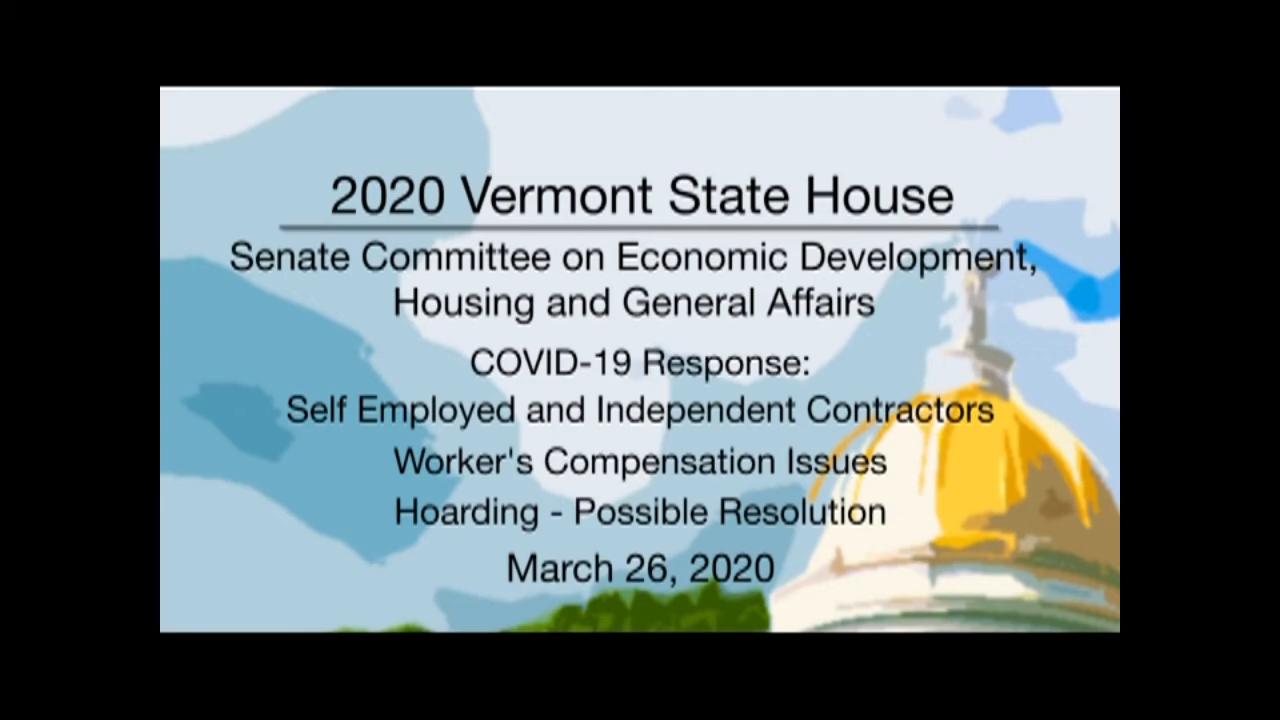 2020 Vermont State House
Senate Committee on Economic Development,
Housing and General Affairs
COVID-19 Response:
Self Employed and Independent Contractors
Worker's Compensation Issues
Hoarding - Possible Resolution
March 26, 2020